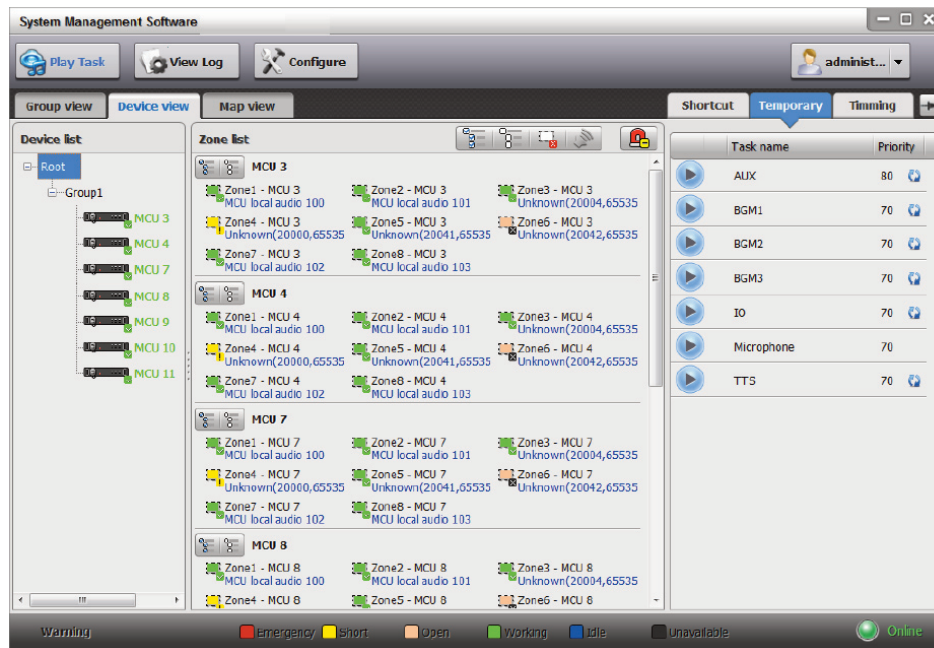 System Management Software
Play Task
View Log
Configure
administ...
Group view
Device view
Map view
Shortcut
Temporary
Timming
Device list
Zone list
Task name
Priority
Root
Group1
MCU 3
MCU 4
MCU 7
MCU 8
MCU 9
MCU 10
MCU 11
MCU 3
Zone1 - MCU 3
MCU local audio 100
Zone2 - MCU 3
MCU local audio 101
Zone3 - MCU 3
Unknown(20004,65535
Zone4 - MCU 3
Unknown(20000,65535
Zone5 - MCU 3
Unknown(20041,65535
Zone6 - MCU 3
Unknown(20042,65535
Zone7 - MCU 3
MCU local audio 102
Zone8 - MCU 3
MCU local audio 103
MCU 4
Zone1 - MCU 4
MCU local audio 100
Zone2 - MCU 4
MCU local audio 101
Zone3 - MCU 4
Unknown(20004,65535
Zone4 - MCU 4
Unknown(20000,65535
Zone5 - MCU 4
Unknown(20041,65535
Zone6 - MCU 4
Unknown(20042,65535
Zone7 - MCU 4
MCU local audio 102
Zone8 - MCU 4
MCU local audio 103
MCU 7
Zone1 - MCU 7
MCU local audio 100
Zone2 - MCU 7
MCU local audio 101
Zone3 - MCU 7
Unknown(20004,65535
Zone4 - MCU 7
Unknown(20000,65535
Zone5 - MCU 7
Unknown(20041,65535
Zone6 - MCU 7
Unknown(20042,65535
Zone7 - MCU 7
MCU local audio 102
Zone8 - MCU 7
MCU local audio 103
MCU 8
Zone1 - MCU 8
MCU local audio 100
Zone2 - MCU 8
MCU local audio 101
Zone3 - MCU 8
Unknown(20004,65535
Zone4 - MCU 8
Zone5 - MCU 8
Zone6 - MCU 8
AUX 80
BGM1 70
BGM2 70
BGM3 70
IO 70
Microphone 70
TTS 70
Warning
Emergency
Short
Open
Working
Idle
Unavailable
Online